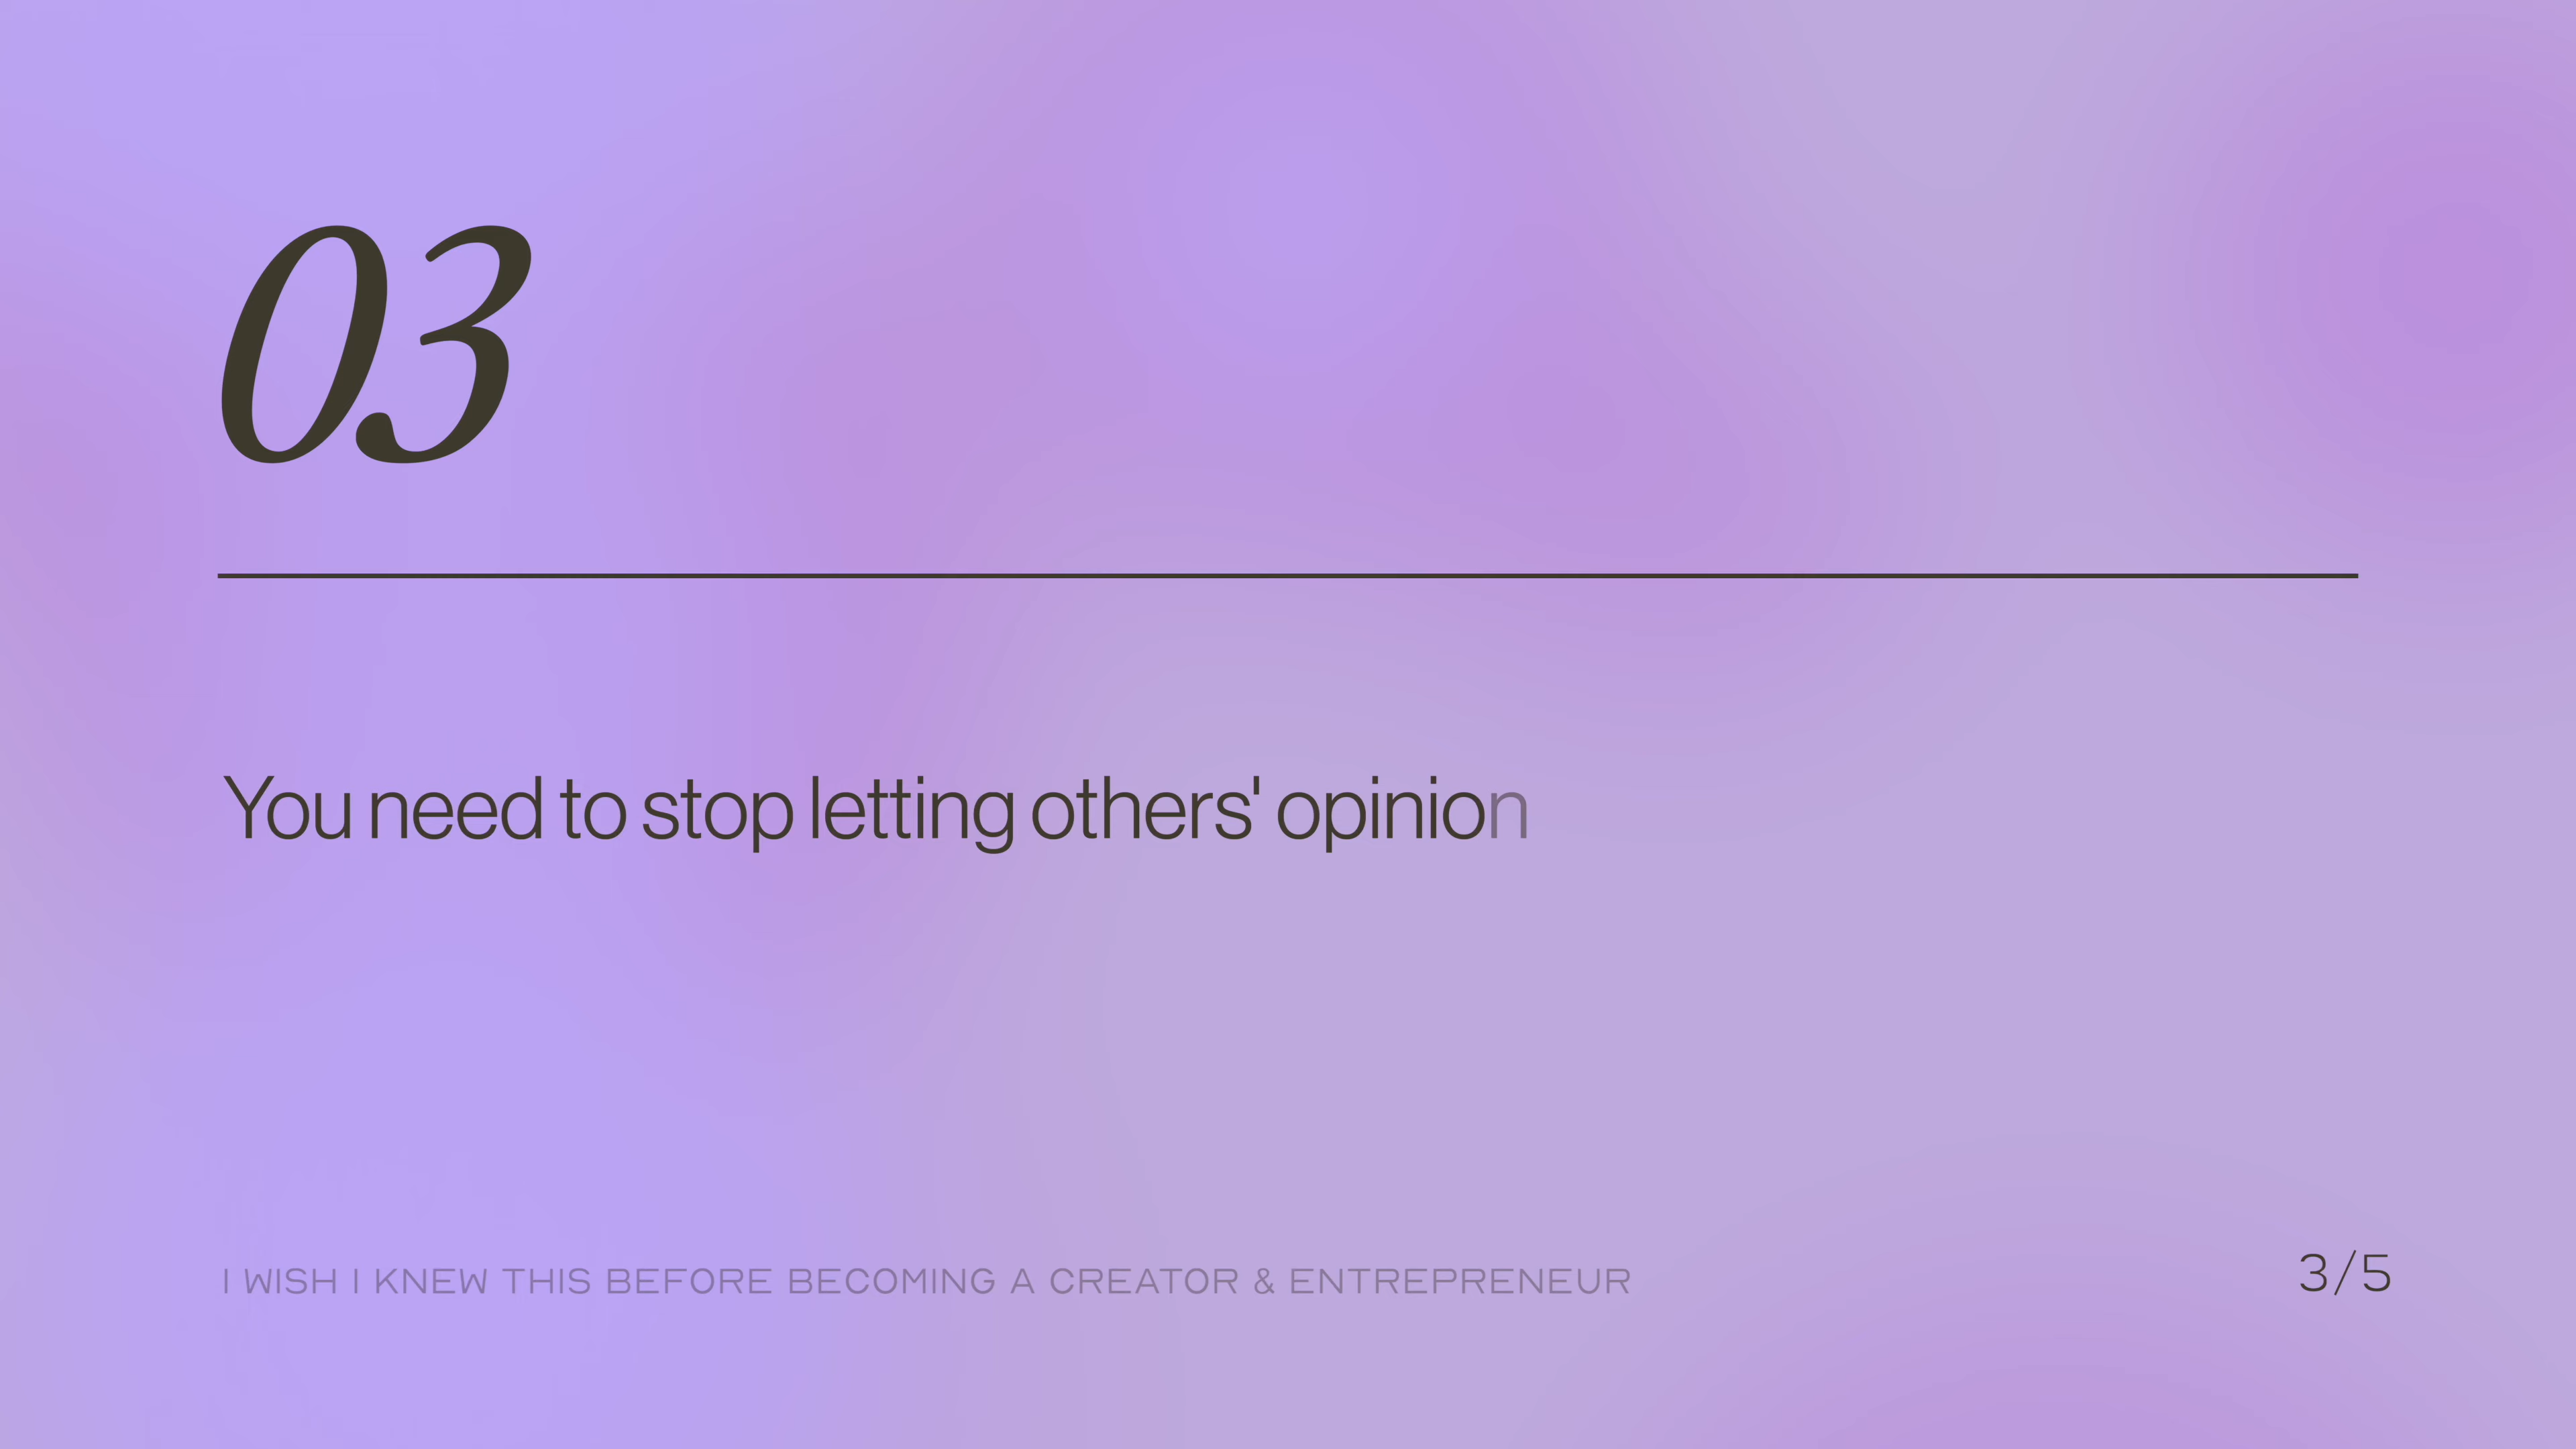 03
You need to stop letting others' opinion
I WISH I KNEW THIS BEFORE BECOMING A CREATOR & ENTREPRENEUR
3/5